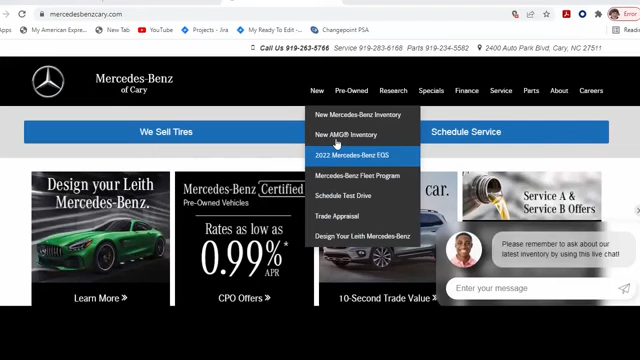 mercedesbenzcary.com
Error
Apps
My American Expre...
New Tab
YouTube
Projects - Jira
My Ready To Edit -...
Changepoint PSA
Call Us 919-263-5766 Service 919-283-6168 Parts 919-234-5582 2400 Auto Park Blvd, Cary, NC 27511
Mercedes-Benz
of Cary
New Pre-Owned Research Specials Finance Service Parts About Careers
New Mercedes-Benz Inventory
New AMG® Inventory
2022 Mercedes-Benz EQS
Mercedes-Benz Fleet Program
Schedule Test Drive
Trade Appraisal
Design Your Leith Mercedes-Benz
We Sell Tires
Schedule Service
Design your Leith
Mercedes-Benz.
Learn More »
Mercedes-Benz Certified
Pre-Owned Vehicles
Rates as low as
0.99%*
APR
CPO Offers »
car.
10-Second Trade Value »
Service A &
Service B Offers
Please remember to ask about our
latest inventory by using this live chat!
Enter your message